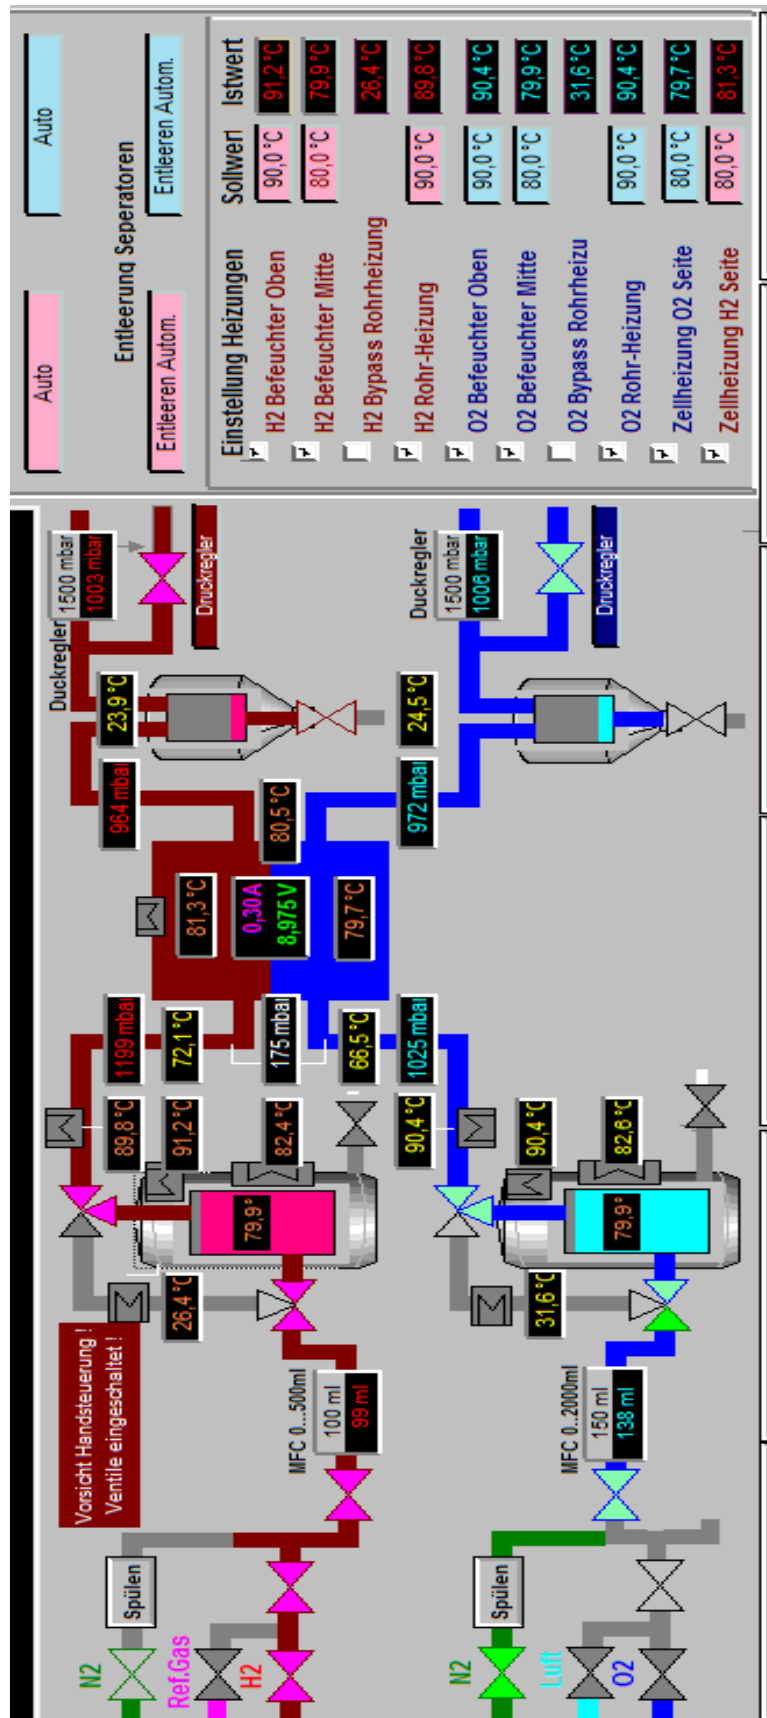 Auto
Auto
Entleerung Seperatoren
Entleeren Autom.
Entleeren Autom.
Einstellung Heizungen
Sollwert
Istwert
H2 Befeuchter Oben
90,0 °C
91,2 °C
H2 Befeuchter Mitte
80,0 °C
79,9 °C
H2 Bypass Rohrheizung
26,4 °C
H2 Rohr-Heizung
90,0 °C
89,8 °C
O2 Befeuchter Oben
90,0 °C
90,4 °C
O2 Befeuchter Mitte
80,0 °C
79,9 °C
O2 Bypass Rohrheizu
31,6 °C
O2 Rohr-Heizung
90,0 °C
90,4 °C
Zellheizung O2 Seite
80,0 °C
79,7 °C
Zellheizung H2 Seite
80,0 °C
81,3 °C
Vorsicht Handsteuerung !
Ventile eingeschaltet !
N2
Spülen
Ref.Gas
H2
MFC 0...500ml
100 ml
99 ml
26,4 °C
79,9°
89,8 °C
91,2 °C
82,4 °C
1199 mbar
72,1 °C
175 mbar
66,5 °C
1025 mbar
81,3 °C
0,30 A
8,975 V
79,7 °C
80,5 °C
964 mbar
23,9 °C
Duckregler
1500 mbar
1003 mbar
Druckregler
N2
Spülen
Luft
O2
MFC 0..2000ml
150 ml
138 ml
31,6 °C
79,9°
90,4 °C
90,4 °C
82,6 °C
972 mbar
24,5 °C
Duckregler
1500 mbar
1006 mbar
Druckregler